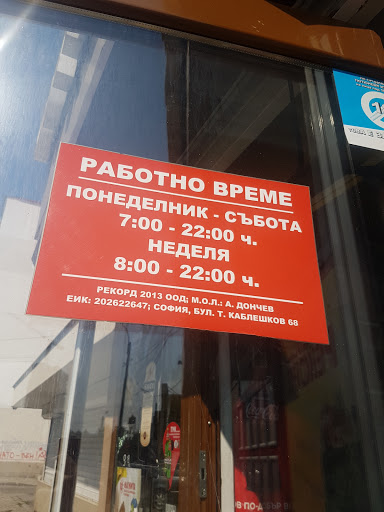 РАБОТНО ВРЕМЕ
ПОНЕДЕЛНИК - СЪБОТА
7:00 - 22:00 ч.
НЕДЕЛЯ
8:00 - 22:00 ч.
РЕКОРД 2013 ООД; М.О.Л.: А. ДОНЧЕВ
ЕИК: 202622647; СОФИЯ, БУЛ. Т. КАБЛЕШКОВ 68